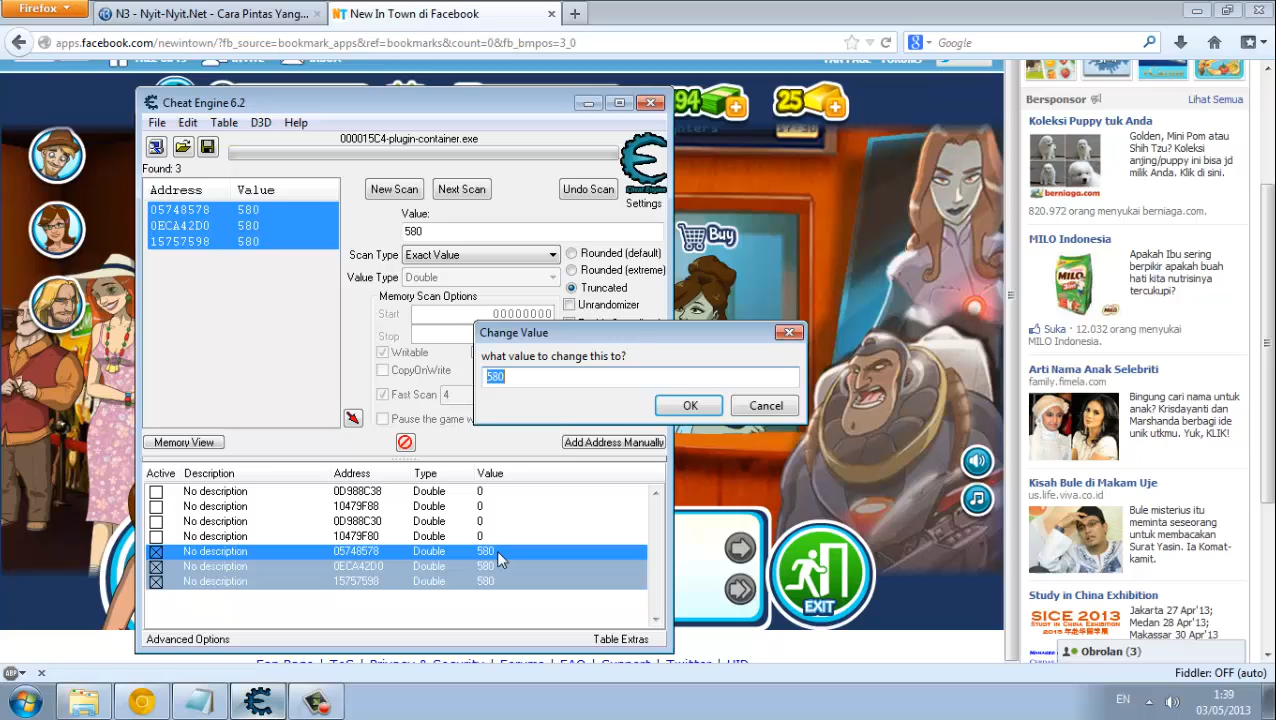 Firefox
N3 - Nyit-Nyit.Net - Cara Pintas Yang...
New In Town di Facebook
apps.facebook.com/newintown/?fb_source=bookmark_apps&ref=bookmarks&count=0&fb_bmpos=3_0
Google
Cheat Engine 6.2
File Edit Table D3D Help
000015C4-plugin-container.exe
Found: 3
Address Value
05748578 580
0ECA42D0 580
15757598 580
New Scan
Next Scan
Undo Scan
Settings
Value:
580
Scan Type
Exact Value
Value Type
Double
Rounded (default)
Rounded (extreme)
Truncated
Unrandomizer
Memory Scan Options
Start
00000000
Stop
Writable
CopyOnWrite
Fast Scan
4
Pause the game w
Memory View
Add Address Manually
Change Value
what value to change this to?
580
OK
Cancel
Active Description Address Type Value
No description 0D988C38 Double 0
No description 10479F88 Double 0
No description 0D988C30 Double 0
No description 10479F80 Double 0
No description 05748578 Double 580
No description 0ECA42D0 Double 580
No description 15757598 Double 580
Advanced Options
Table Extras
94
25
Buy
EXIT
Bersponsor
Lihat Semua
Koleksi Puppy tuk Anda
Golden, Mini Pom atau
Shih Tzu? Koleksi
anjing/puppy ini bisa jd
milik Anda. Klik di sini.
berniaga.com
820.972 orang menyukai berniaga.com.
MILO Indonesia
Apakah Ibu sering
berpikir apakah buah
hati kita nutrisinya
tercukupi?
Suka · 12.032 orang menyukai
MILO Indonesia.
Arti Nama Anak Selebriti
family.fimela.com
Bingung cari nama untuk
anak? Krisdayanti dan
Marshanda berbagi ide
unik utkmu. Yuk, KLIK!
Kisah Bule di Makam Uje
us.life.viva.co.id
Bule misterius itu
meminta seseorang
untuk bacakan
Surat Yasin. Ia Komat-
kamit.
Study in China Exhibition
SICE 2013
Jakarta 27 Apr'13;
Medan 28 Apr'13;
Makassar 30 Apr'13
Obrolan (3)
ABP
Fiddler: OFF (auto)
EN
1:39
03/05/2013